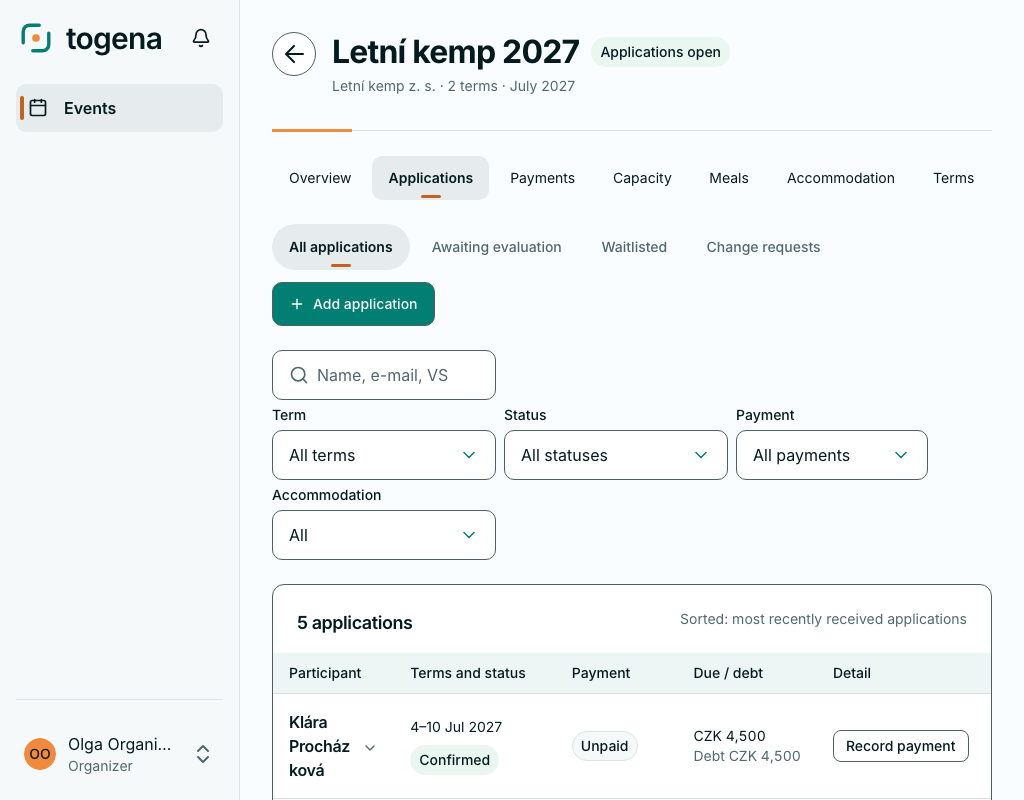 togena
Events
Letní kemp 2027
Applications open
Letní kemp z. s. · 2 terms · July 2027
Overview
Applications
Payments
Capacity
Meals
Accommodation
Terms
All applications
Awaiting evaluation
Waitlisted
Change requests
+ Add application
Name, e-mail, VS
Term
Status
Payment
All terms
All statuses
All payments
Accommodation
All
5 applications
Sorted: most recently received applications
Participant
Terms and status
Payment
Due / debt
Detail
Klára
Procház
ková
4–10 Jul 2027
Confirmed
Unpaid
CZK 4,500
Debt CZK 4,500
Record payment
OO
Olga Organi...
Organizer